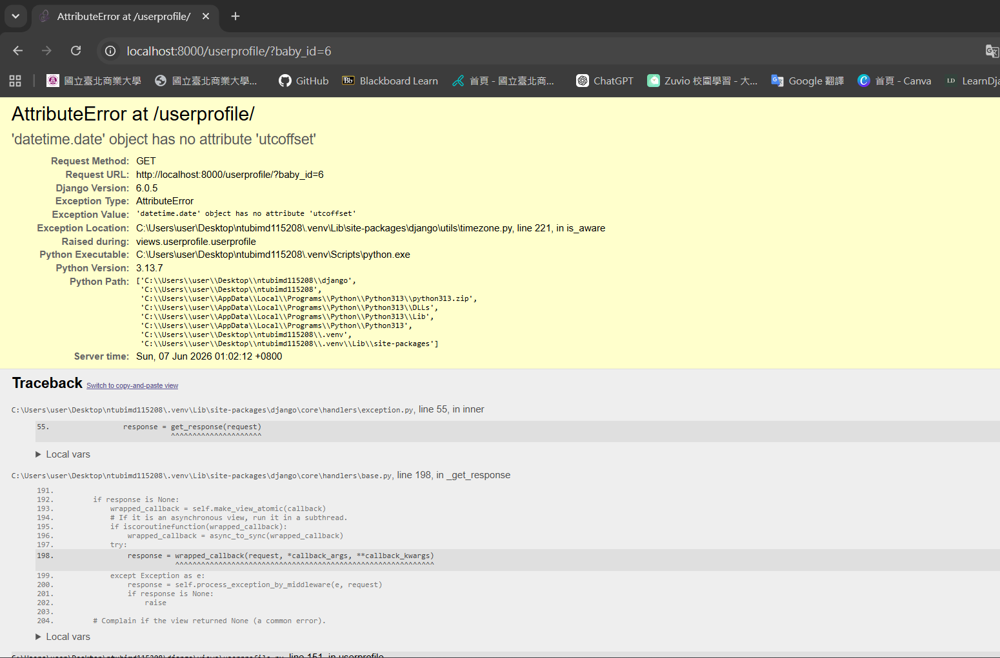 AttributeError at /userprofile/
localhost:8000/userprofile/?baby_id=6
國立臺北商業大學
國立臺北商業大學...
GitHub
Bb Blackboard Learn
首頁 - 國立臺北商...
ChatGPT
Zuvio 校園學習 - 大...
Google 翻譯
首頁 - Canva
LD LearnDja
AttributeError at /userprofile/
'datetime.date' object has no attribute 'utcoffset'
Request Method: GET
Request URL: http://localhost:8000/userprofile/?baby_id=6
Django Version: 6.0.5
Exception Type: AttributeError
Exception Value: 'datetime.date' object has no attribute 'utcoffset'
Exception Location: C:\Users\user\Desktop\ntubimd115208\.venv\Lib\site-packages\django\utils\timezone.py, line 221, in is_aware
Raised during: views.userprofile.userprofile
Python Executable: C:\Users\user\Desktop\ntubimd115208\.venv\Scripts\python.exe
Python Version: 3.13.7
Python Path: ['C:\\Users\\user\\Desktop\\ntubimd115208\\django',
'C:\\Users\\user\\Desktop\\ntubimd115208',
'C:\\Users\\user\\AppData\\Local\\Programs\\Python\\Python313\\python313.zip',
'C:\\Users\\user\\AppData\\Local\\Programs\\Python\\Python313\\DLLs',
'C:\\Users\\user\\AppData\\Local\\Programs\\Python\\Python313\\Lib',
'C:\\Users\\user\\AppData\\Local\\Programs\\Python\\Python313',
'C:\\Users\\user\\Desktop\\ntubimd115208\\.venv',
'C:\\Users\\user\\Desktop\\ntubimd115208\\.venv\\Lib\\site-packages']
Server time: Sun, 07 Jun 2026 01:02:12 +0800
Traceback Switch to copy-and-paste view
C:\Users\user\Desktop\ntubimd115208\.venv\Lib\site-packages\django\core\handlers\exception.py, line 55, in inner
55. response = get_response(request)
^^^^^^^^^^^^^^^^^^^^^
Local vars
C:\Users\user\Desktop\ntubimd115208\.venv\Lib\site-packages\django\core\handlers\base.py, line 198, in _get_response
191.
192. if response is None:
193. wrapped_callback = self.make_view_atomic(callback)
194. # If it is an asynchronous view, run it in a subthread.
195. if iscoroutinefunction(wrapped_callback):
196. wrapped_callback = async_to_sync(wrapped_callback)
197. try:
198. response = wrapped_callback(request, *callback_args, **callback_kwargs)
^^^^^^^^^^^^^^^^^^^^^^^^^^^^^^^^^^^^^^^^^^^^^^^^^^^^^^^^^^^^
199. except Exception as e:
200. response = self.process_exception_by_middleware(e, request)
201. if response is None:
202. raise
203.
204. # Complain if the view returned None (a common error).
Local vars
C:\Users\user\Desktop\ntubimd115208\django\views\userprofile.py, line 151, in userprofile